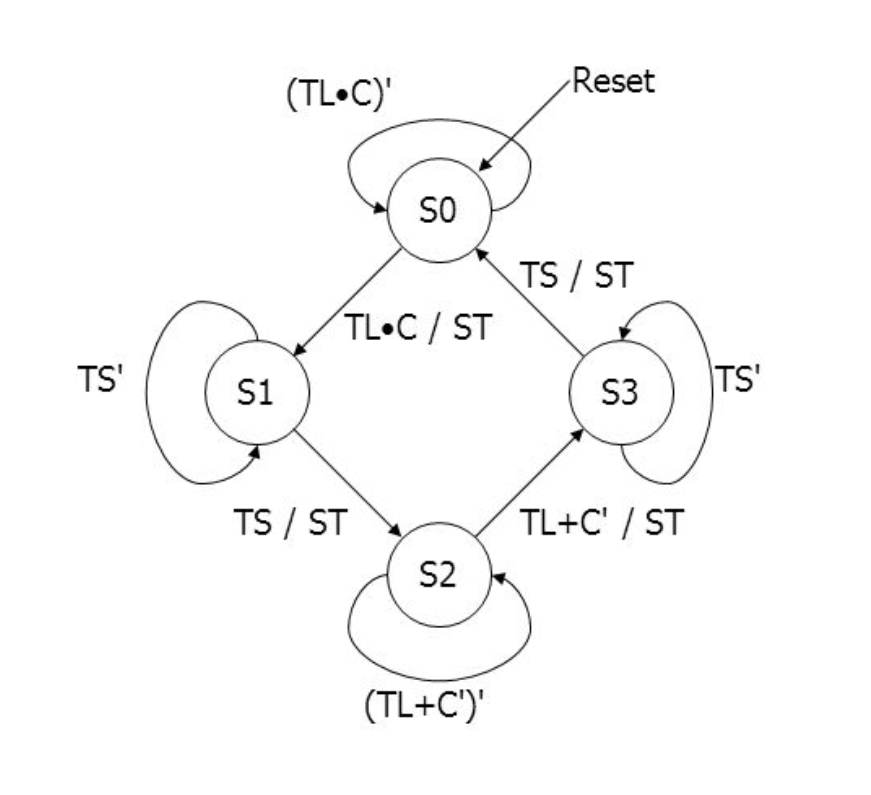 Reset
(TL•C)'
S0
TS / ST
TL•C / ST
TS'
S1
S3
TS'
TS / ST
TL+C' / ST
S2
(TL+C')'